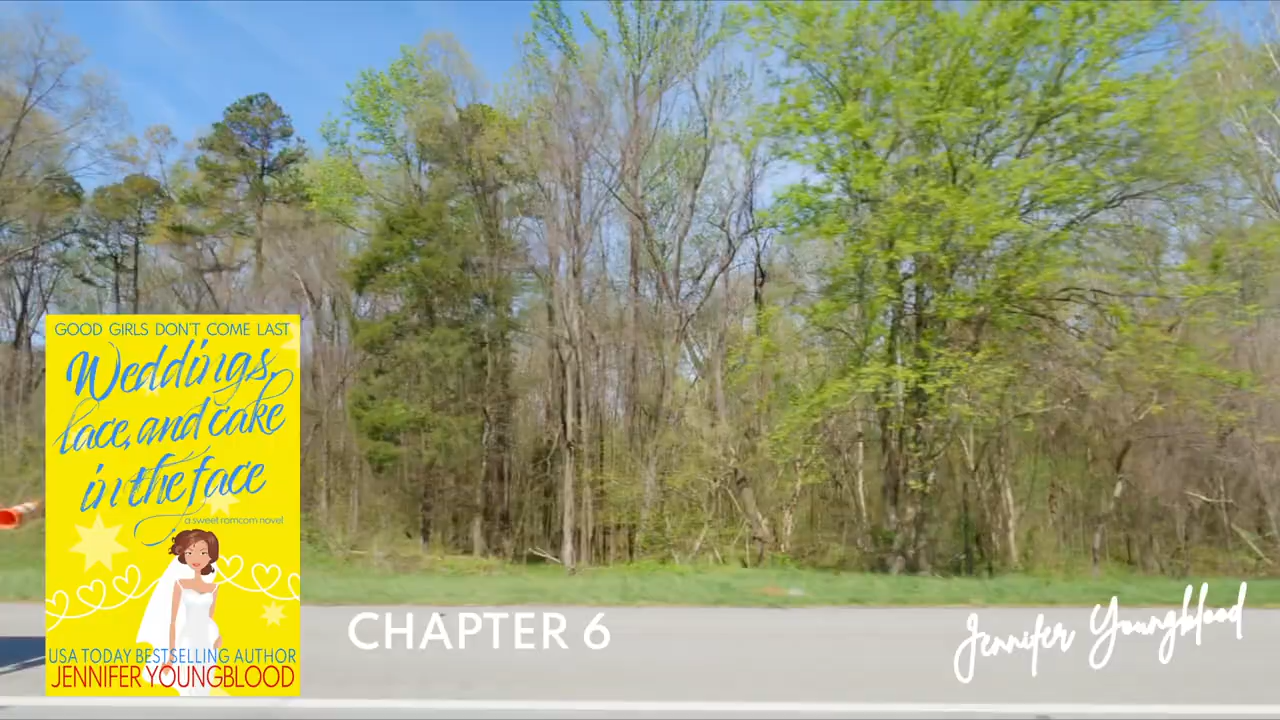 GOOD GIRLS DON'T COME LAST
Weddings,
lace, and cake
in the face
a sweet romcom novel
USA TODAY BESTSELLING AUTHOR
JENNIFER YOUNGBLOOD
CHAPTER 6
Jennifer Youngblood